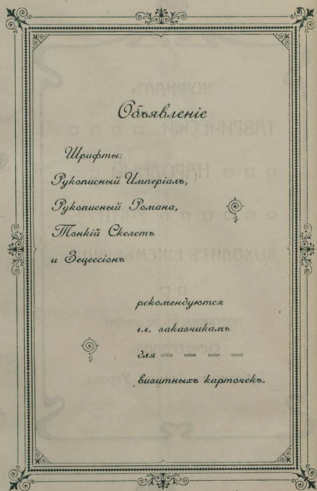 Объявленіе
Шрифты:
Рукописный Имперіалъ,
Рукописный Романа,
Тонкій Скелетъ
и Зецессіонъ
рекомендуются
г.г. заказчикамъ
для
визитныхъ карточекъ.